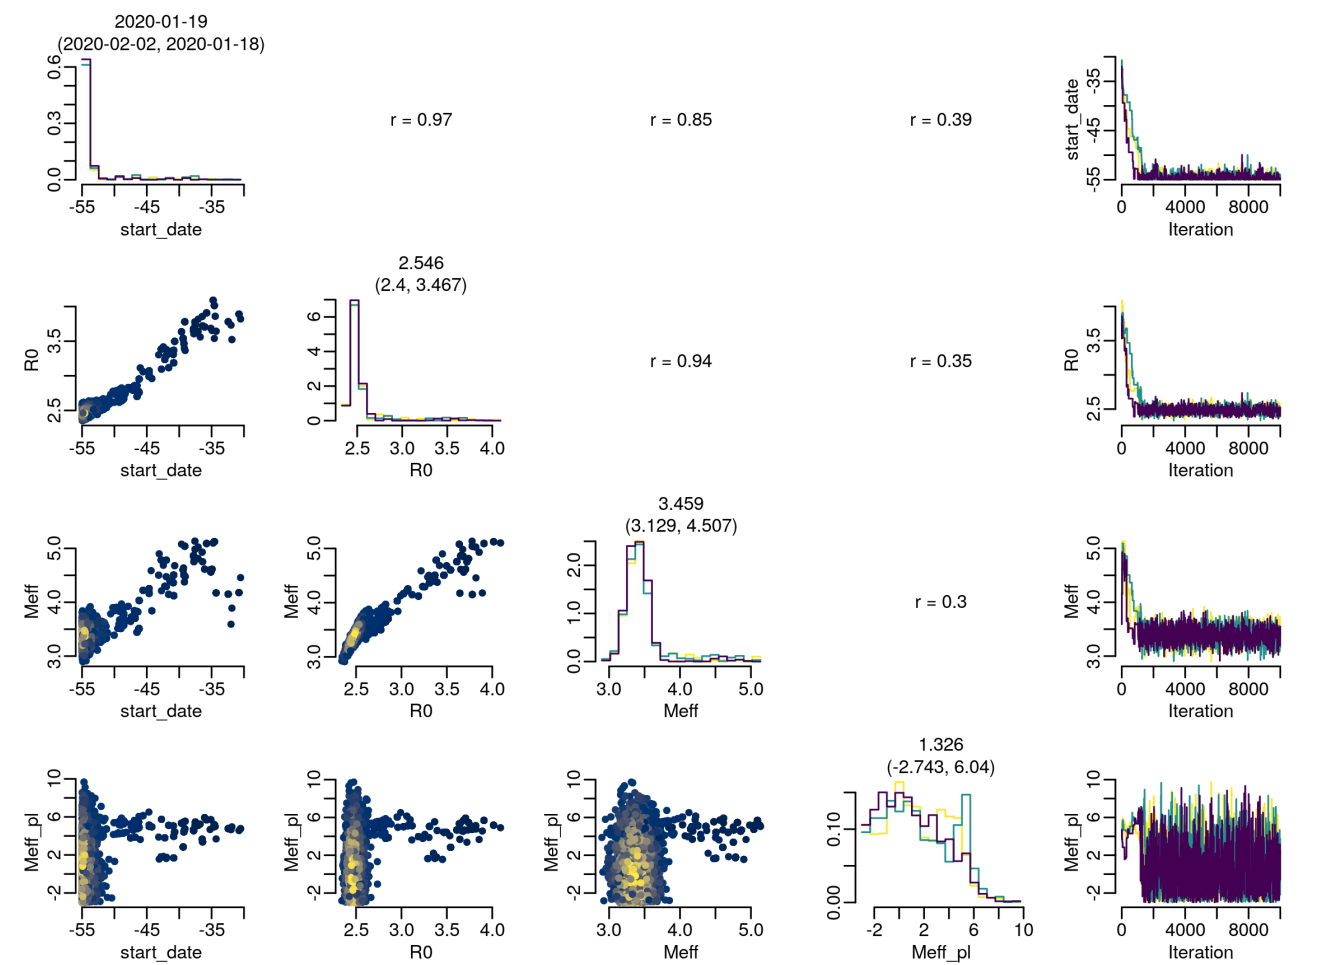 2020-01-19
(2020-02-02, 2020-01-18)
0.0 0.3 0.6
-55 -45 -35
start_date
r = 0.97
r = 0.85
r = 0.39
start_date
-55 -45 -35
0 4000 8000
Iteration
R0
2.5 3.5
-55 -45 -35
start_date
2.546
(2.4, 3.467)
0 2 4 6
2.5 3.0 3.5 4.0
R0
r = 0.94
r = 0.35
R0
2.5 3.5
0 4000 8000
Iteration
Meff
3.0 4.0 5.0
-55 -45 -35
start_date
Meff
3.0 4.0 5.0
2.5 3.0 3.5 4.0
R0
3.459
(3.129, 4.507)
0.0 1.0 2.0
3.0 4.0 5.0
Meff
r = 0.3
Meff
3.0 4.0 5.0
0 4000 8000
Iteration
Meff_pl
-2 2 6 10
-55 -45 -35
start_date
Meff_pl
-2 2 6 10
2.5 3.0 3.5 4.0
R0
Meff_pl
-2 2 6 10
3.0 4.0 5.0
Meff
1.326
(-2.743, 6.04)
0.00 0.10
-2 2 6 10
Meff_pl
Meff_pl
-2 2 6 10
0 4000 8000
Iteration